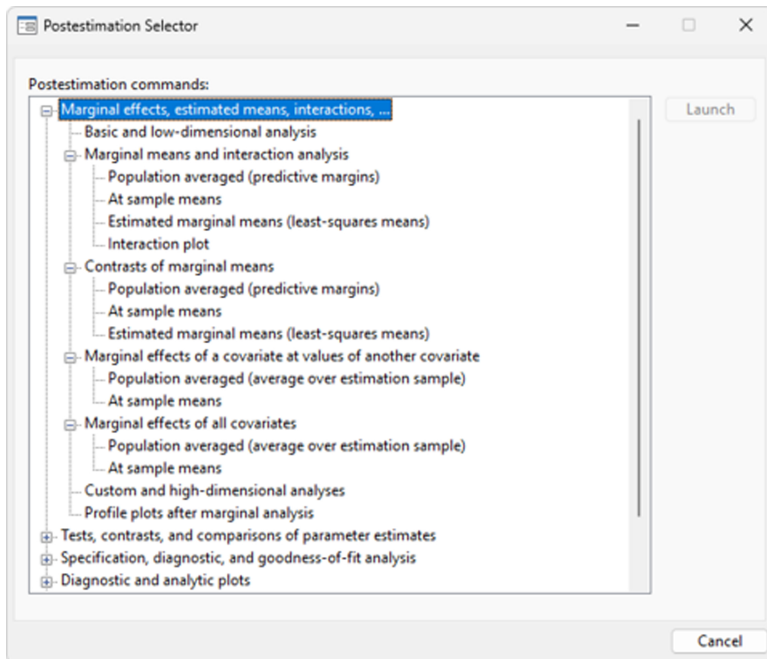 Postestimation Selector
Postestimation commands:
Marginal effects, estimated means, interactions, ...
Launch
Basic and low-dimensional analysis
Marginal means and interaction analysis
Population averaged (predictive margins)
At sample means
Estimated marginal means (least-squares means)
Interaction plot
Contrasts of marginal means
Population averaged (predictive margins)
At sample means
Estimated marginal means (least-squares means)
Marginal effects of a covariate at values of another covariate
Population averaged (average over estimation sample)
At sample means
Marginal effects of all covariates
Population averaged (average over estimation sample)
At sample means
Custom and high-dimensional analyses
Profile plots after marginal analysis
Tests, contrasts, and comparisons of parameter estimates
Specification, diagnostic, and goodness-of-fit analysis
Diagnostic and analytic plots
Cancel